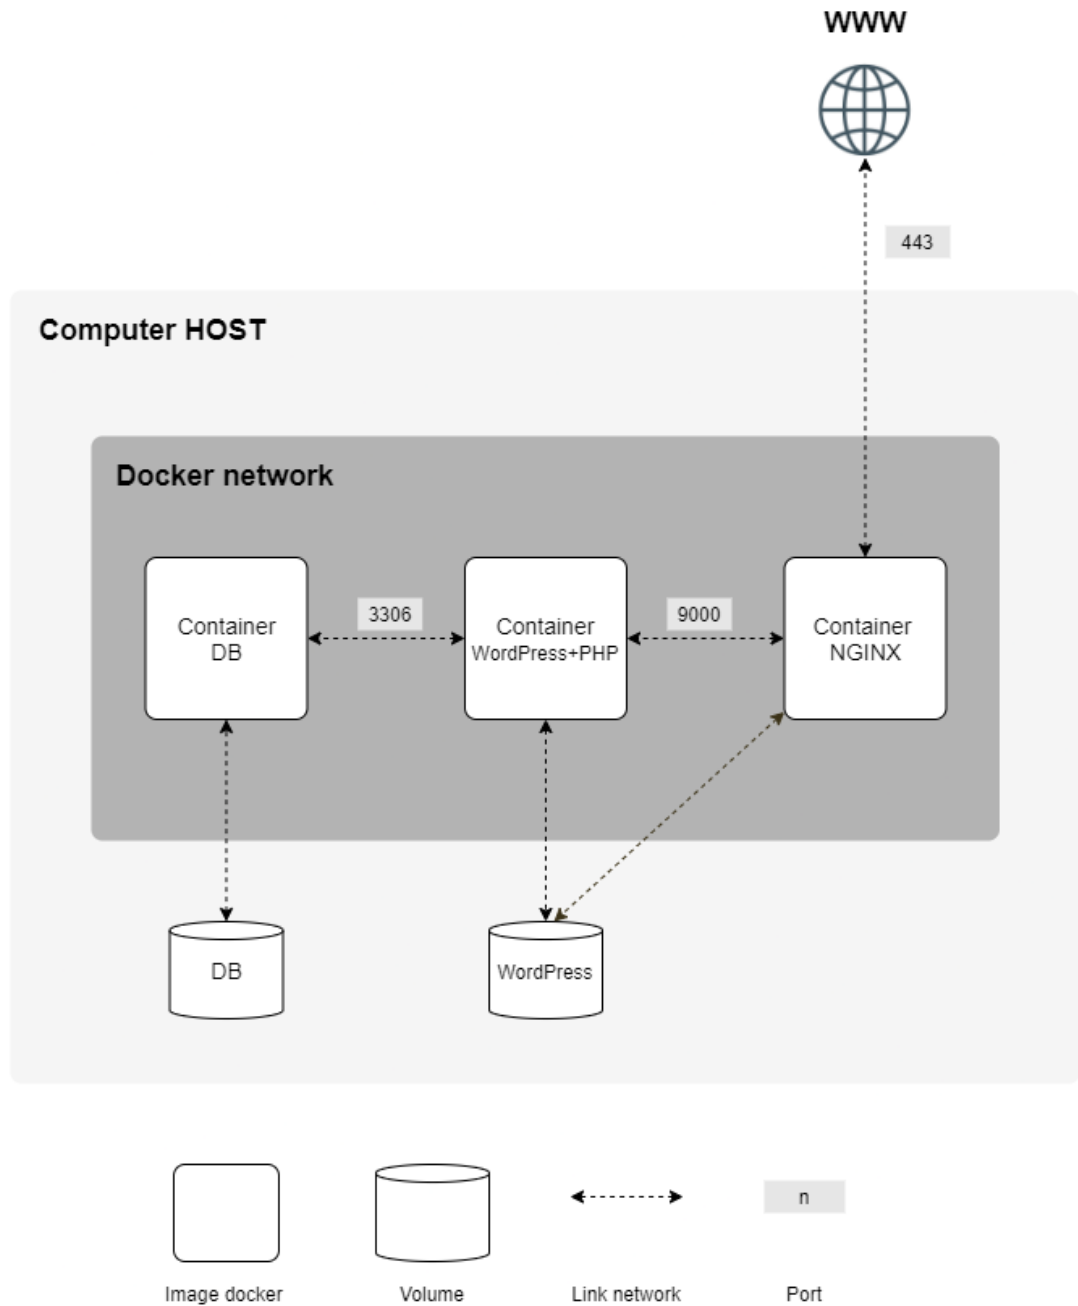 WWW
443
Computer HOST
Docker network
3306
9000
Container
DB
Container
WordPress+PHP
Container
NGINX
DB
WordPress
n
Image docker
Volume
Link network
Port